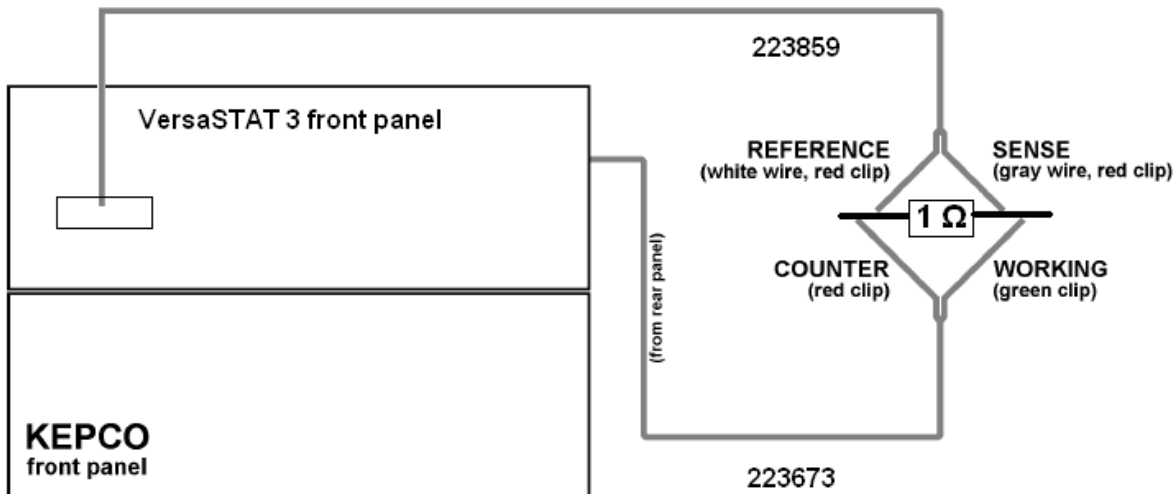 223859
VersaSTAT 3 front panel
REFERENCE
(white wire, red clip)
SENSE
(gray wire, red clip)
1 Ω
COUNTER
(red clip)
WORKING
(green clip)
(from rear panel)
KEPCO
front panel
223673